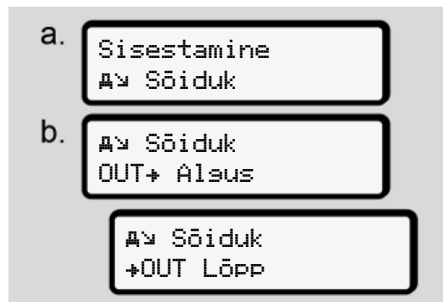 a.
Sisestamine
Sõiduk
b.
Sõiduk
OUT→ Algus
Sõiduk
→OUT Lõpp